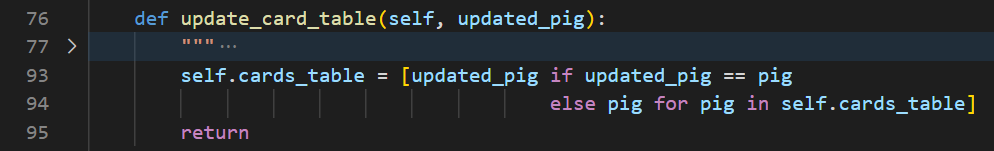 76 def update_card_table(self, updated_pig):
77 > """ ···
93 self.cards_table = [updated_pig if updated_pig == pig
94 else pig for pig in self.cards_table]
95 return